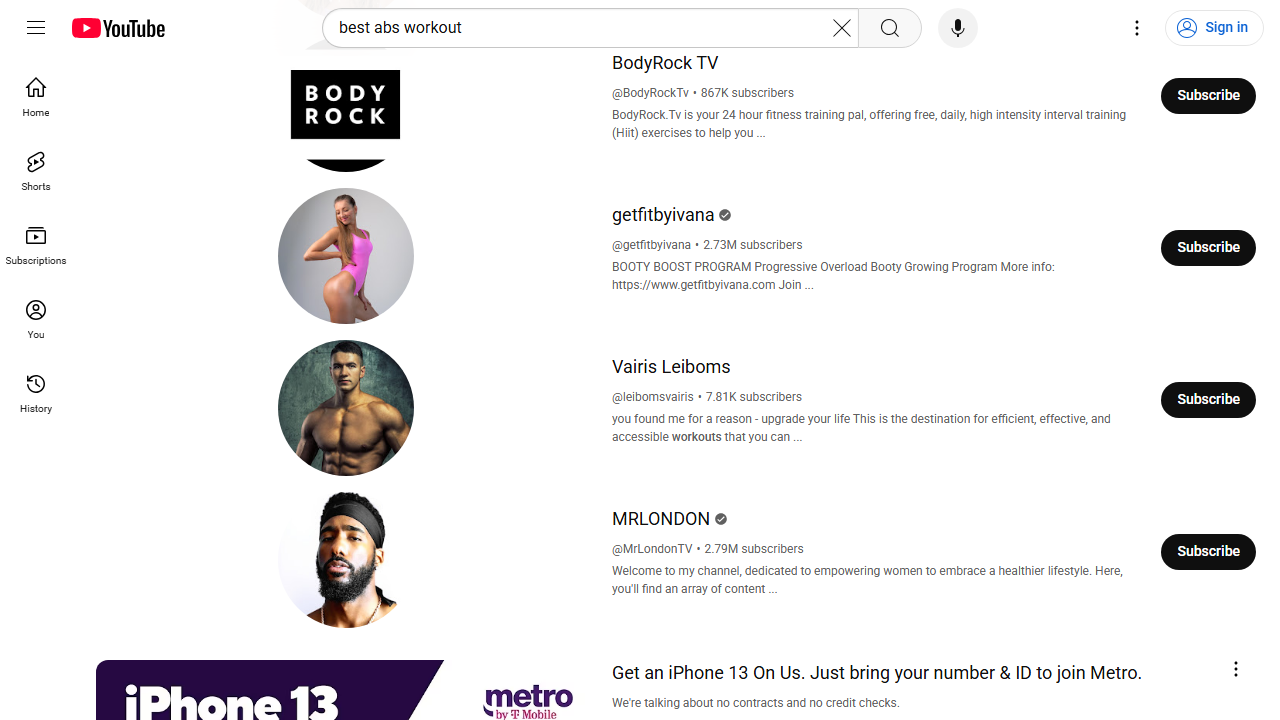 YouTube
best abs workout
Sign in
Home
Shorts
Subscriptions
You
History
BODY
ROCK
BodyRock TV
@BodyRockTv • 867K subscribers
BodyRock.Tv is your 24 hour fitness training pal, offering free, daily, high intensity interval training
(Hiit) exercises to help you ...
Subscribe
getfitbyivana
@getfitbyivana • 2.73M subscribers
BOOTY BOOST PROGRAM Progressive Overload Booty Growing Program More info:
https://www.getfitbyivana.com Join ...
Subscribe
Vairis Leiboms
@leibomsvairis • 7.81K subscribers
you found me for a reason - upgrade your life This is the destination for efficient, effective, and
accessible workouts that you can ...
Subscribe
MRLONDON
@MrLondonTV • 2.79M subscribers
Welcome to my channel, dedicated to empowering women to embrace a healthier lifestyle. Here,
you'll find an array of content ...
Subscribe
iPhone 13
metro
by T Mobile
Get an iPhone 13 On Us. Just bring your number & ID to join Metro.
We're talking about no contracts and no credit checks.